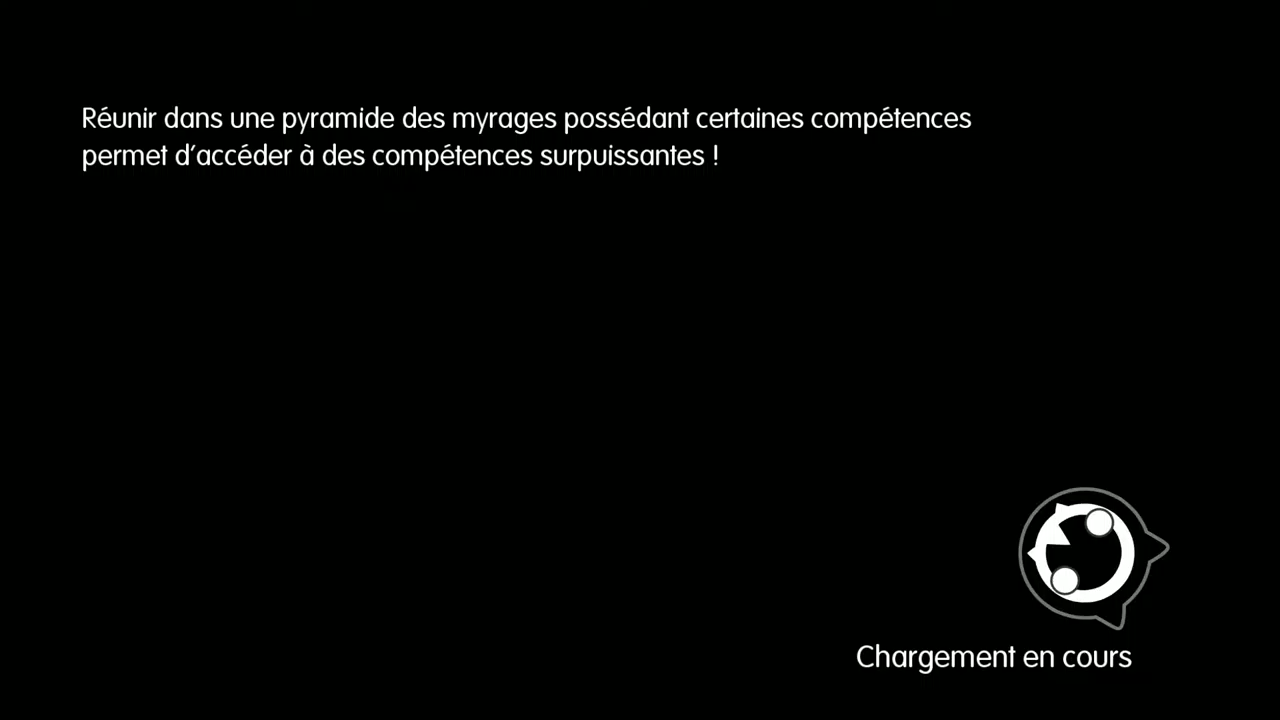 Réunir dans une pyramide des myrages possédant certaines compétences
permet d'accéder à des compétences surpuissantes !
Chargement en cours